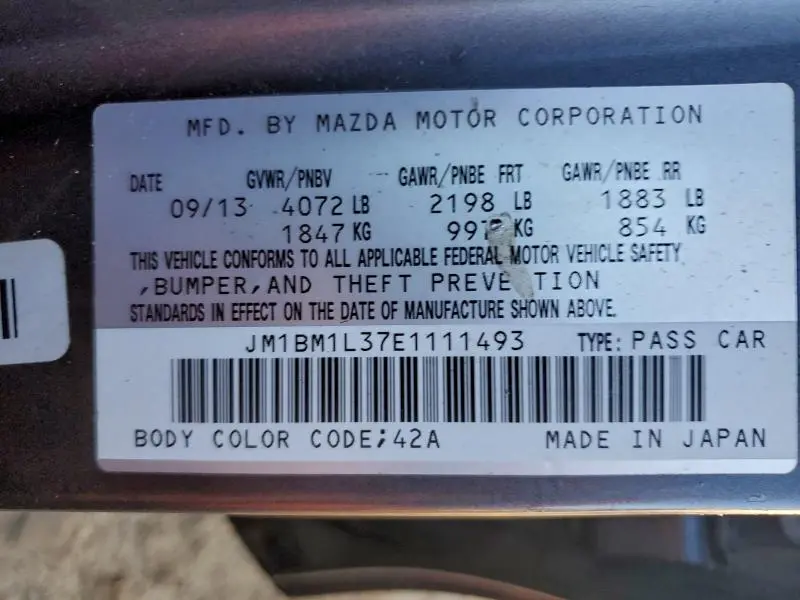 MFD. BY MAZDA MOTOR CORPORATION
DATE GVWR/PNBV GAWR/PNBE FRT GAWR/PNBE RR
09/13 4072 LB 2198 LB 1883 LB
1847 KG KG 854 KG
THIS VEHICLE CONFORMS TO ALL APPLICABLE FEDERAL MOTOR VEHICLE SAFETY
,BUMPER,AND THEFT PREVENTION
STANDARDS IN EFFECT ON THE DATE OF MANUFACTURE SHOWN ABOVE.
JM1BM1L37E1111493 TYPE: PASS CAR
BODY COLOR CODE;42A MADE IN JAPAN